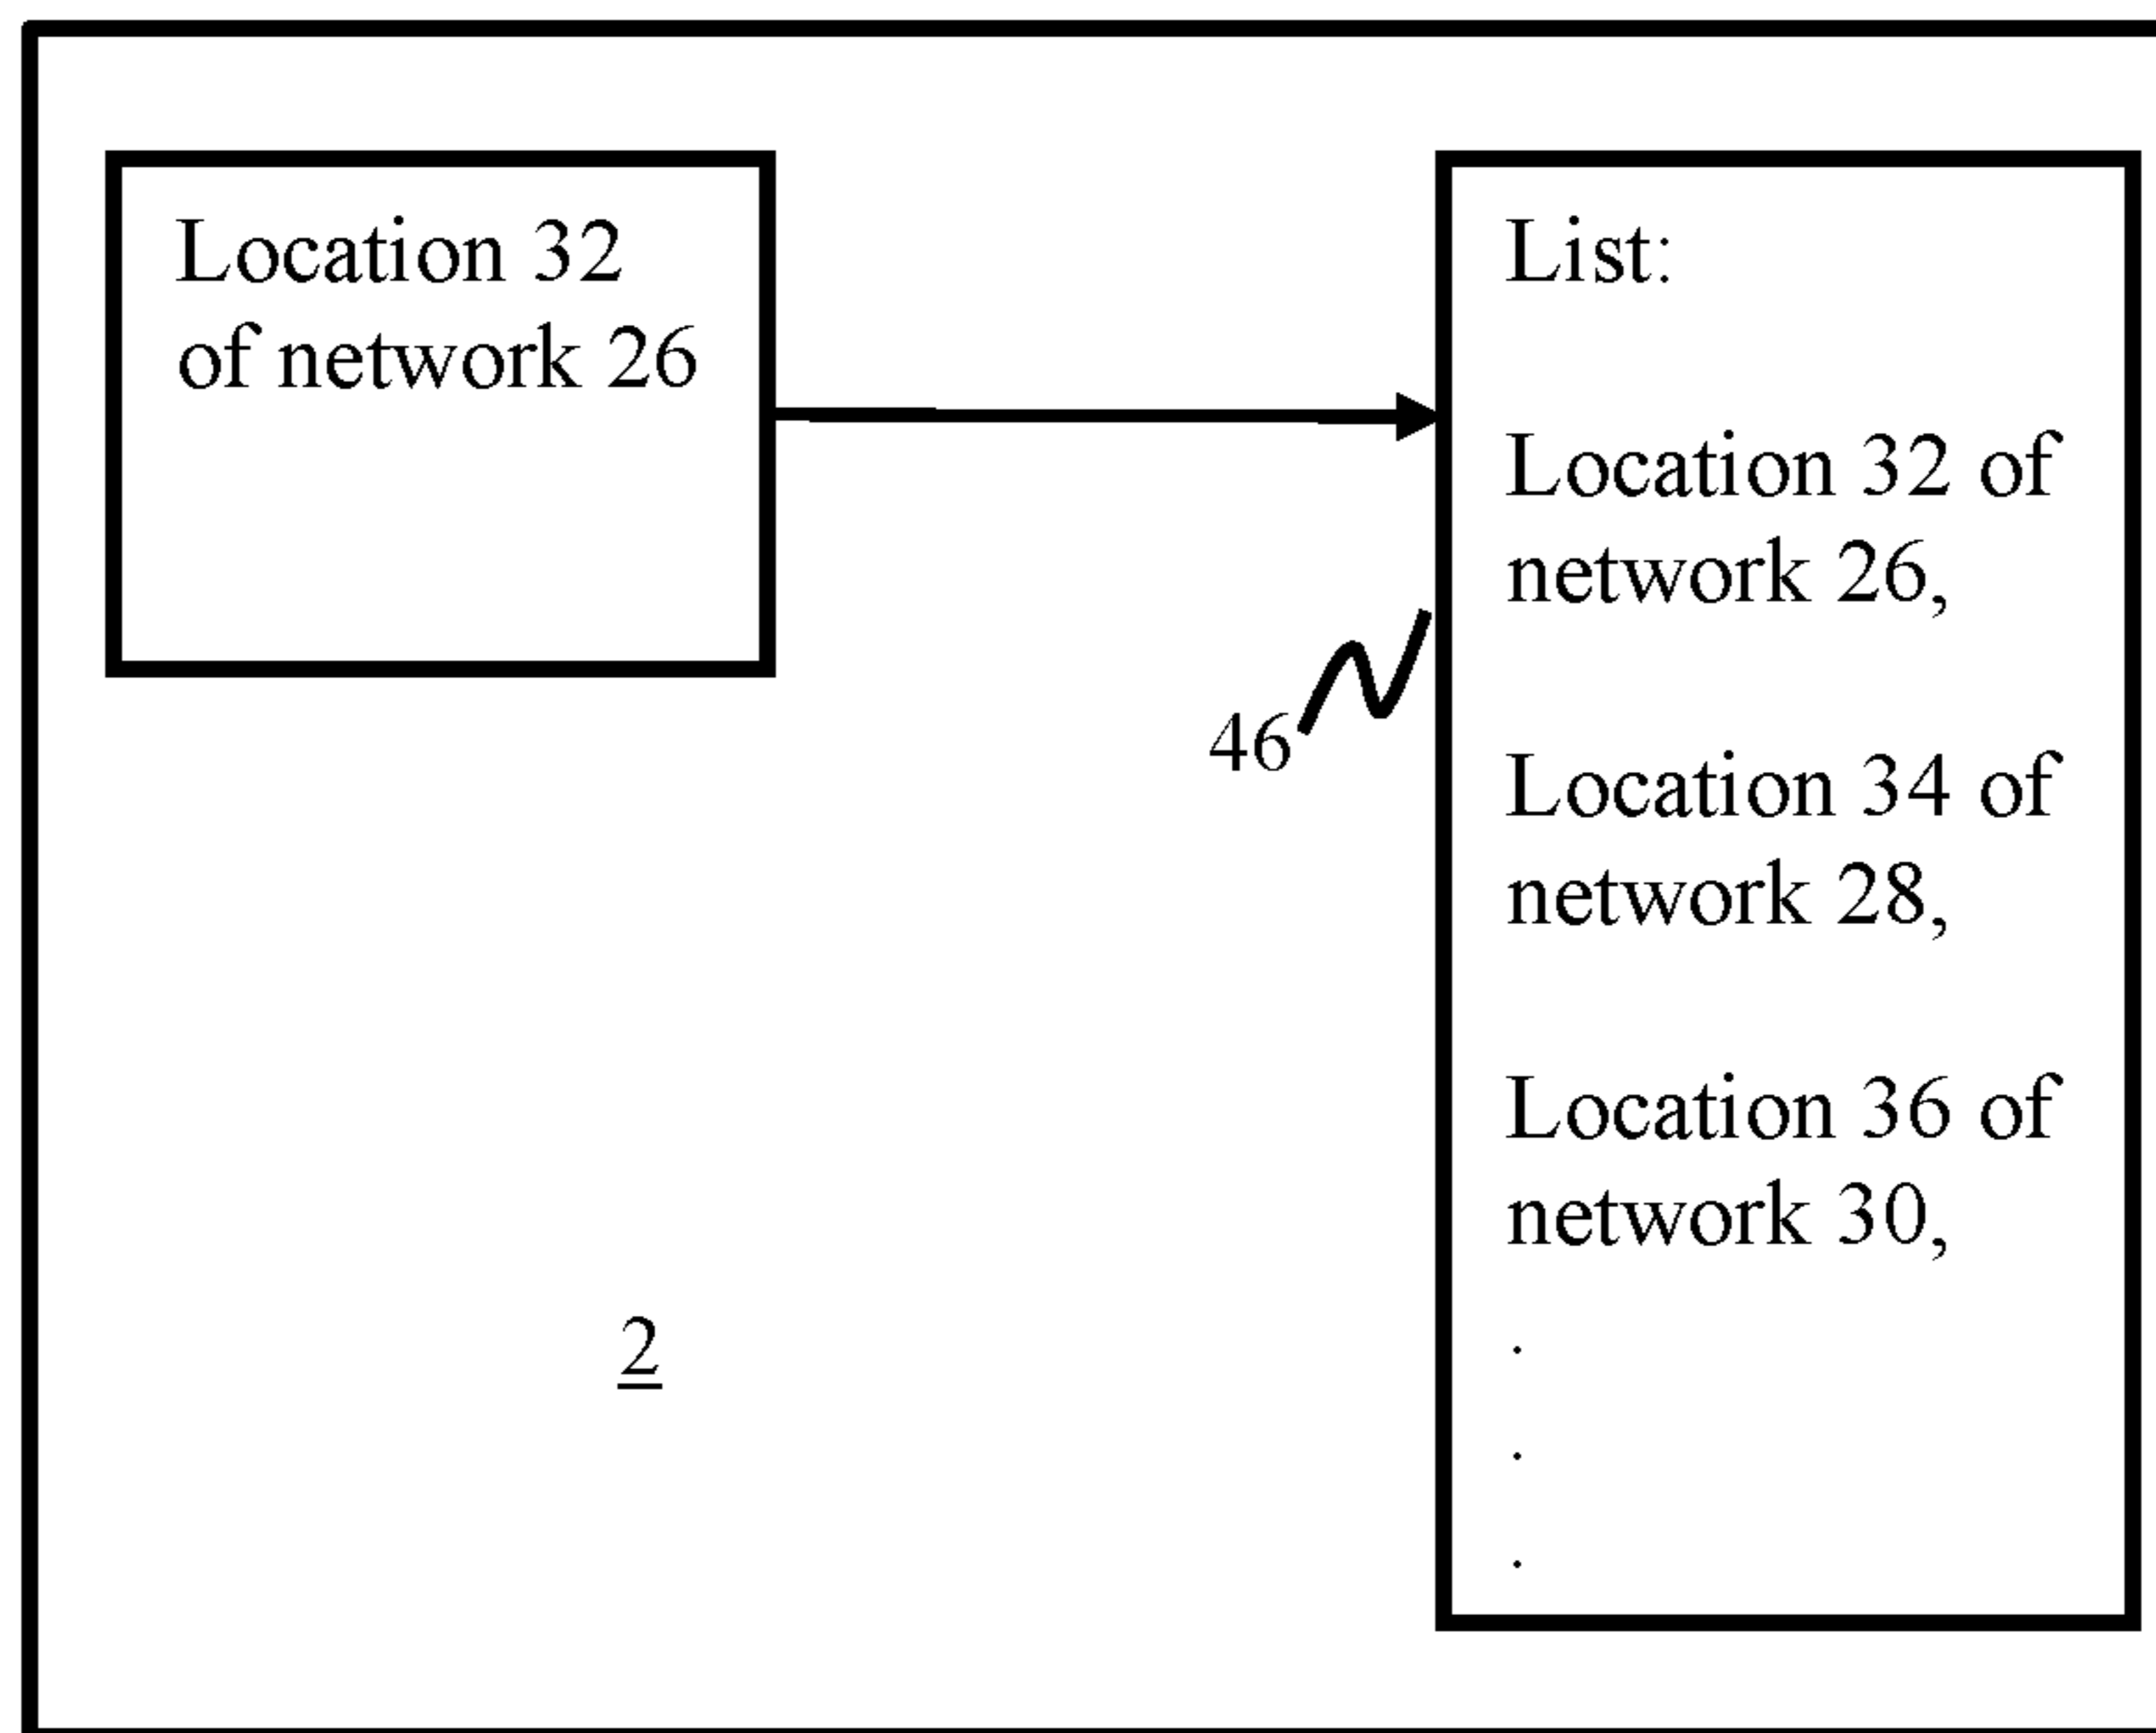 Location 32
of network 26
List:
Location 32 of
network 26,
46
Location 34 of
network 28,
Location 36 of
network 30,
.
.
.
2